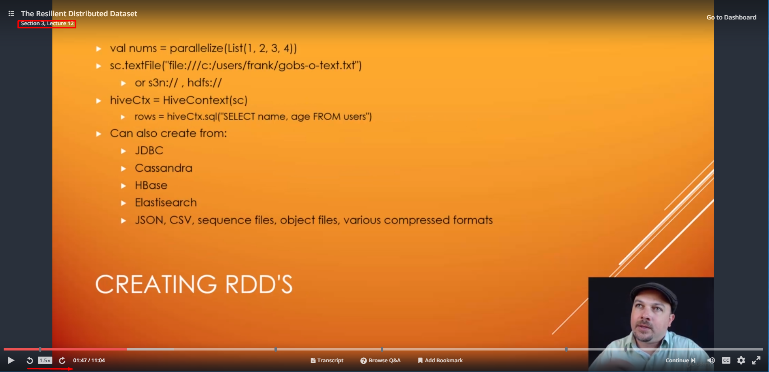 The Resilient Distributed Dataset
Section 3, Lecture 12
Go to Dashboard
val nums = parallelize(List(1, 2, 3, 4))
sc.textFile("file:///c:/users/frank/gobs-o-text.txt")
or s3n:// , hdfs://
hiveCtx = HiveContext(sc)
rows = hiveCtx.sql("SELECT name, age FROM users")
Can also create from:
JDBC
Cassandra
HBase
Elastisearch
JSON, CSV, sequence files, object files, various compressed formats
CREATING RDD'S
1.5x
01:47 / 11:04
Transcript
Browse Q&A
Add Bookmark
Continue